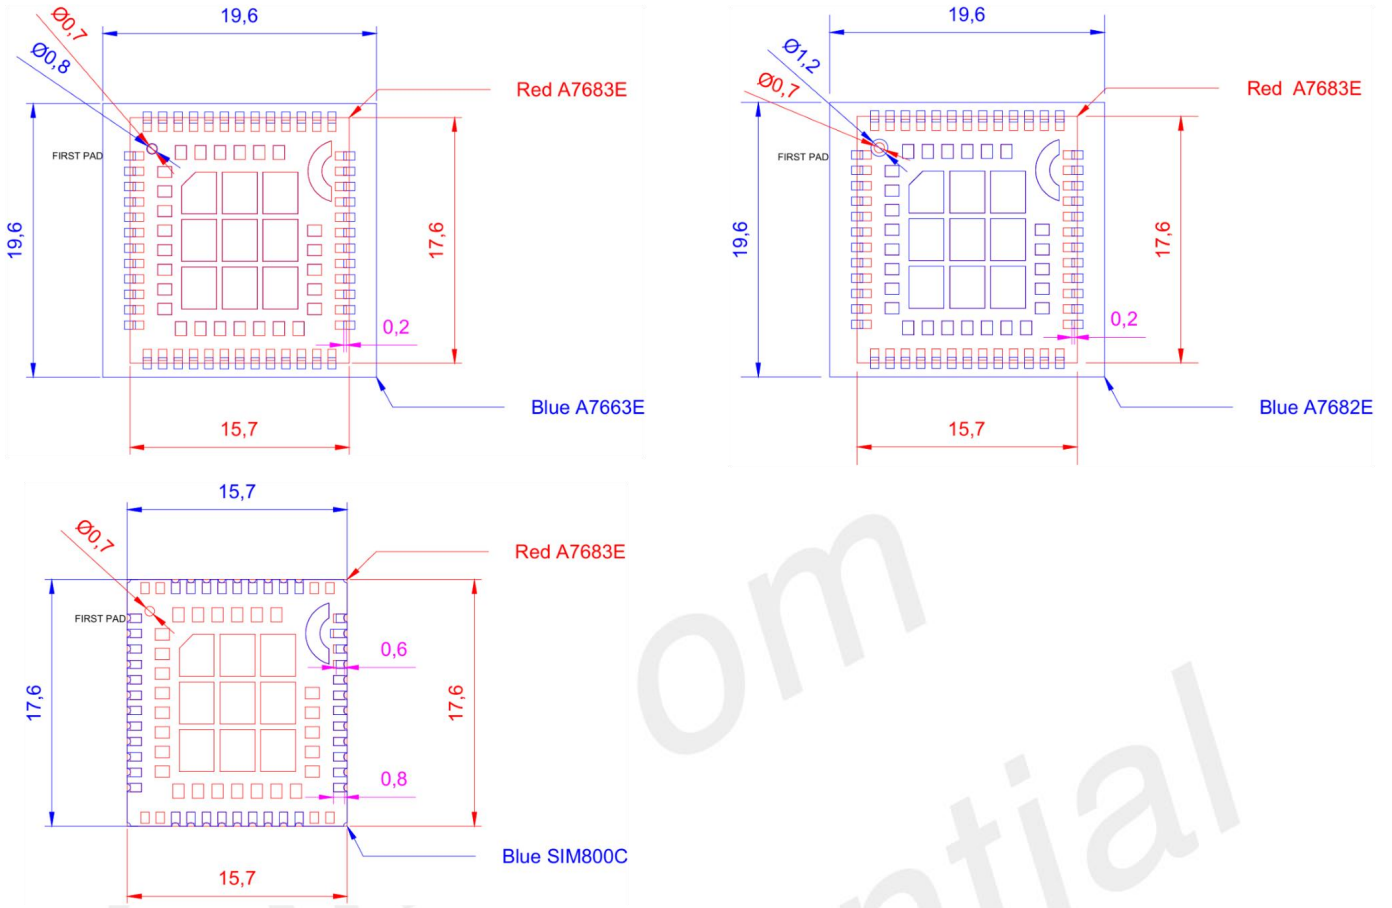 19,6
Ø0,7
Ø0,8
Red A7683E
FIRST PAD
19,6
17,6
0,2
Blue A7663E
15,7
19,6
Ø1,2
Ø0,7
Red A7683E
FIRST PAD
19,6
17,6
0,2
Blue A7682E
15,7
15,7
Ø0,7
Red A7683E
FIRST PAD
0,6
17,6
17,6
0,8
Blue SIM800C
15,7
om
ntial